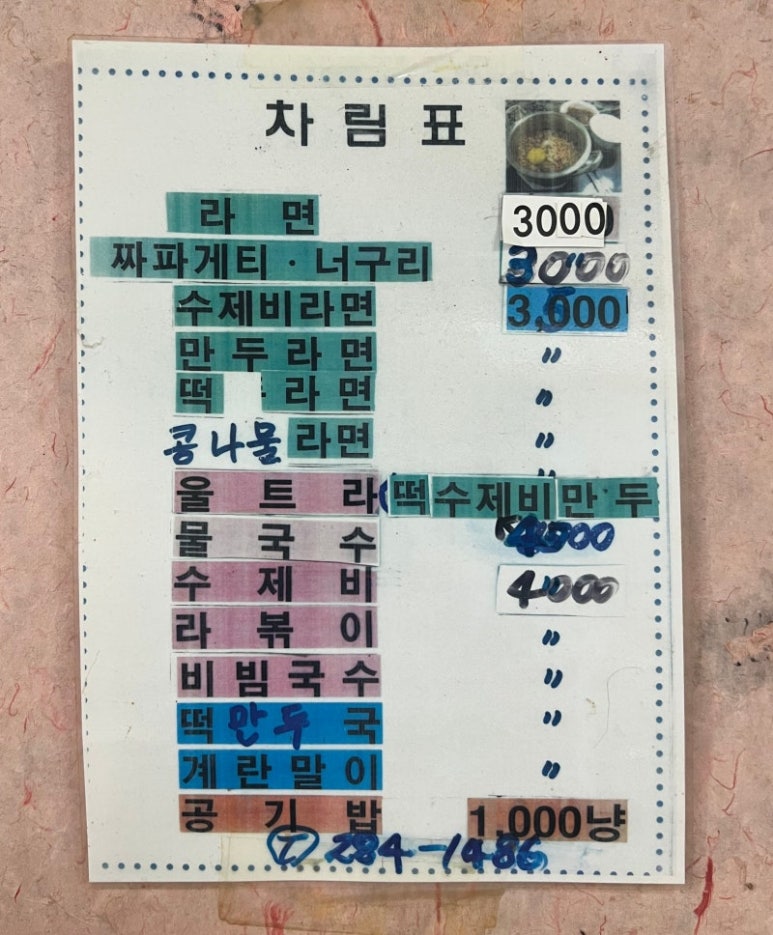 차림표
라면 3000
짜파게티·너구리 3000
수제비라면 3,500
만두라면 〃
떡 라면 〃
콩나물라면 〃
울트라(떡수제비만두
물국수 4000
수제비 4000
라볶이 〃
비빔국수 〃
떡만두국 〃
계란말이 〃
공기밥 1,000냥
T 284-1486